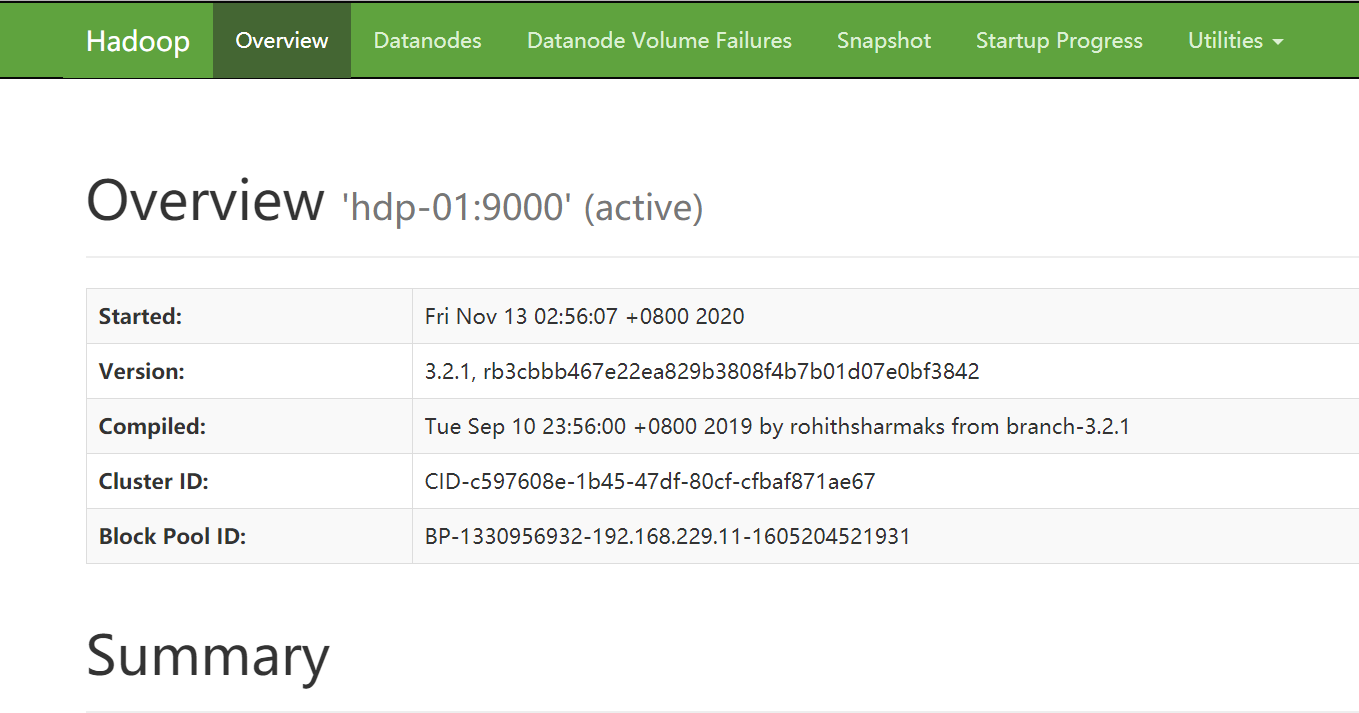 Hadoop Overview Datanodes Datanode Volume Failures Snapshot Startup Progress Utilities
Overview 'hdp-01:9000' (active)
Started: Fri Nov 13 02:56:07 +0800 2020
Version: 3.2.1, rb3cbbb467e22ea829b3808f4b7b01d07e0bf3842
Compiled: Tue Sep 10 23:56:00 +0800 2019 by rohithsharmaks from branch-3.2.1
Cluster ID: CID-c597608e-1b45-47df-80cf-cfbaf871ae67
Block Pool ID: BP-1330956932-192.168.229.11-1605204521931
Summary